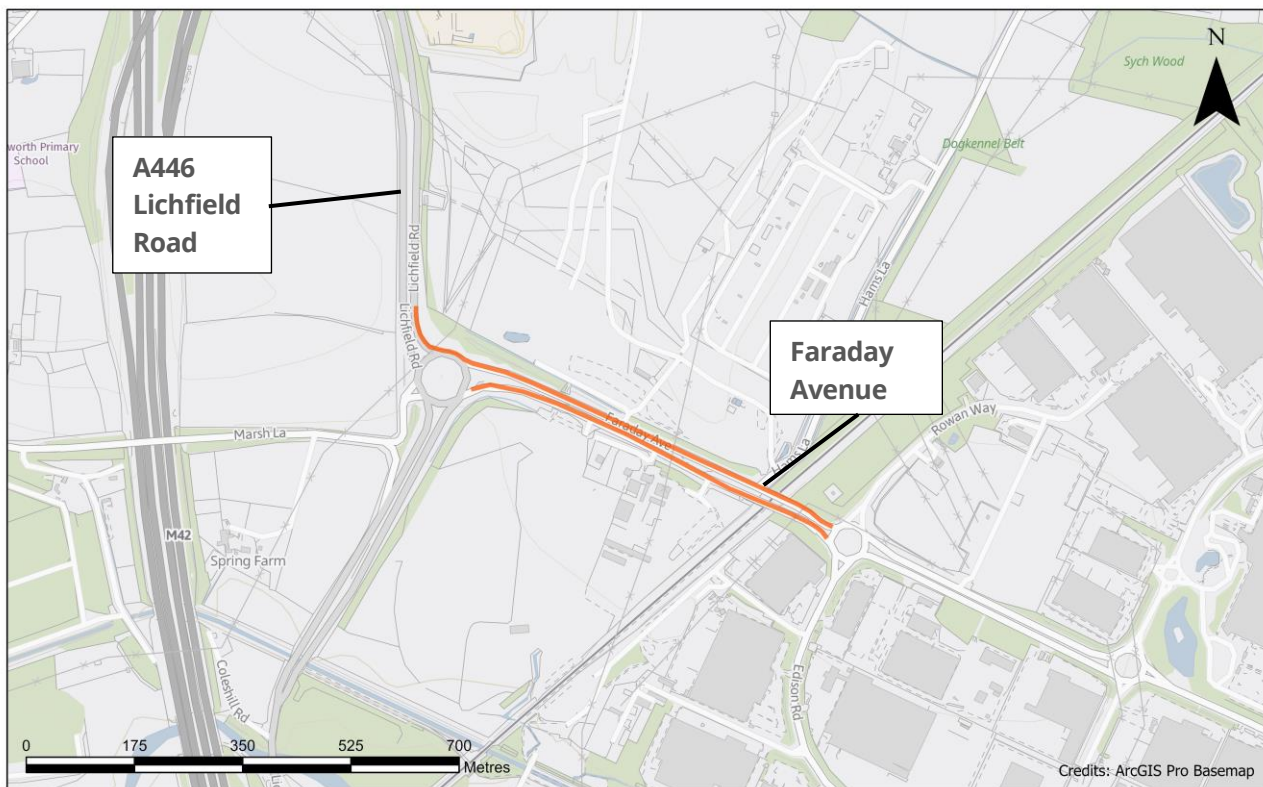 N
Sych Wood
Dogkennel Belt
worth Primary
School
A446
Lichfield
Road
Lichfield Rd
Lichfield Rd
Hams La
Faraday
Avenue
Rowan Way
Faraday Ave
Hams La
Marsh La
M42
Spring Farm
Coleshill Rd
Edison Rd
0 175 350 525 700
Metres
Credits: ArcGIS Pro Basemap